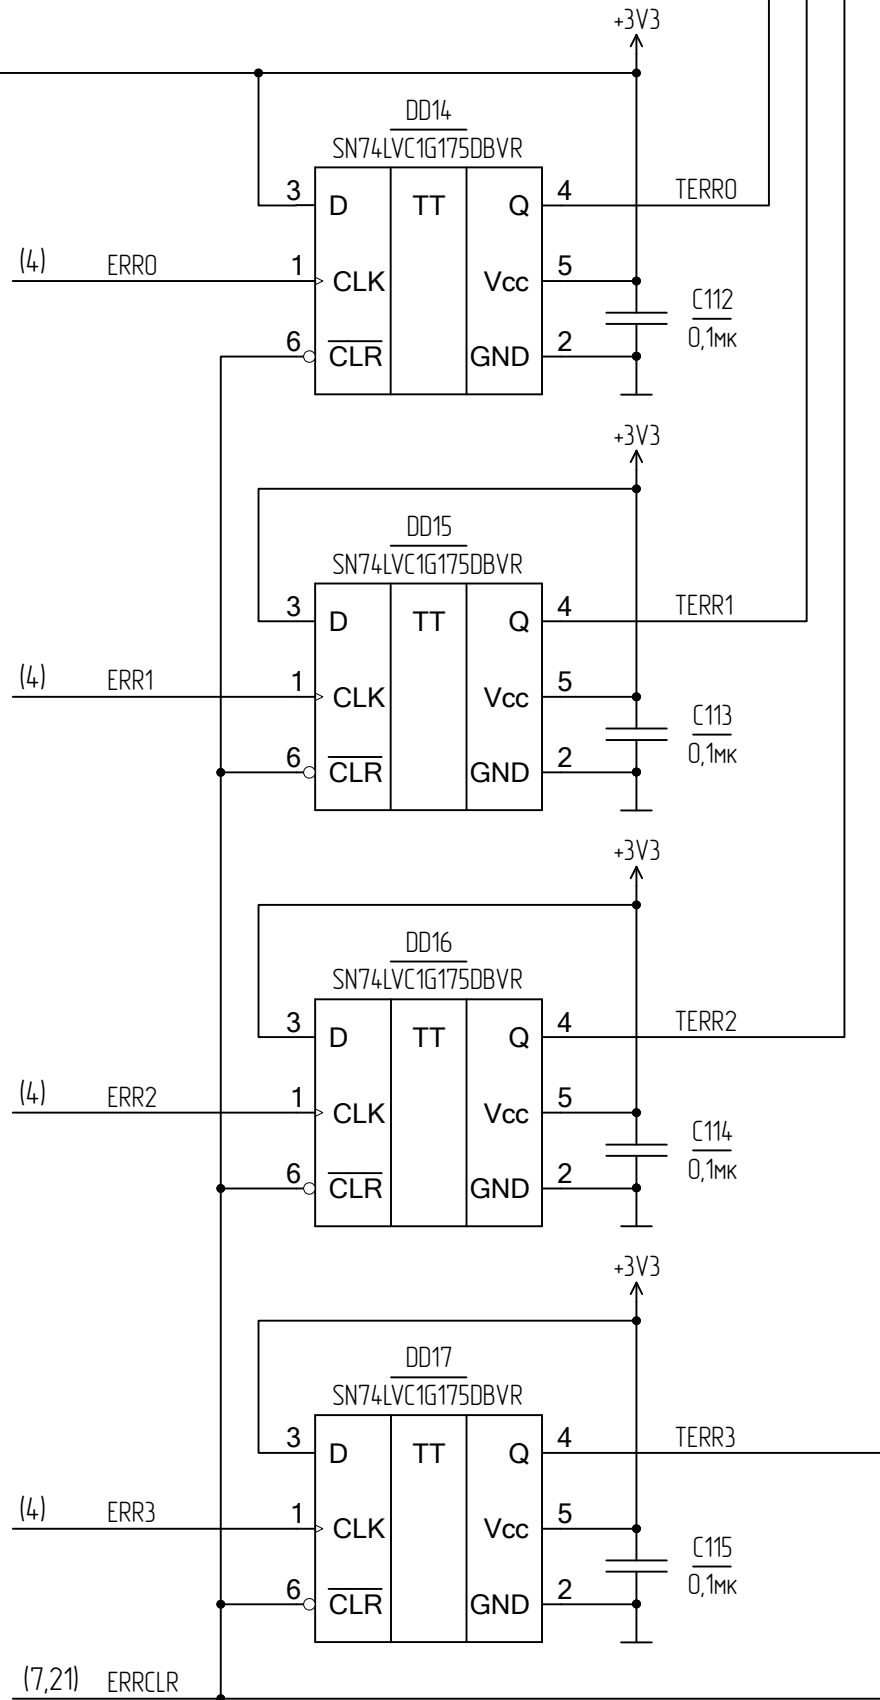 +3V3
DD14
SN74LVC1G175DBVR
3 D TT Q 4 TERR0
(4) ERR0 1 CLK Vcc 5
C112
0,1мк
6 CLR GND 2
+3V3
DD15
SN74LVC1G175DBVR
3 D TT Q 4 TERR1
(4) ERR1 1 CLK Vcc 5
C113
0,1мк
6 CLR GND 2
+3V3
DD16
SN74LVC1G175DBVR
3 D TT Q 4 TERR2
(4) ERR2 1 CLK Vcc 5
C114
0,1мк
6 CLR GND 2
+3V3
DD17
SN74LVC1G175DBVR
3 D TT Q 4 TERR3
(4) ERR3 1 CLK Vcc 5
C115
0,1мк
6 CLR GND 2
(7,21) ERRCLR